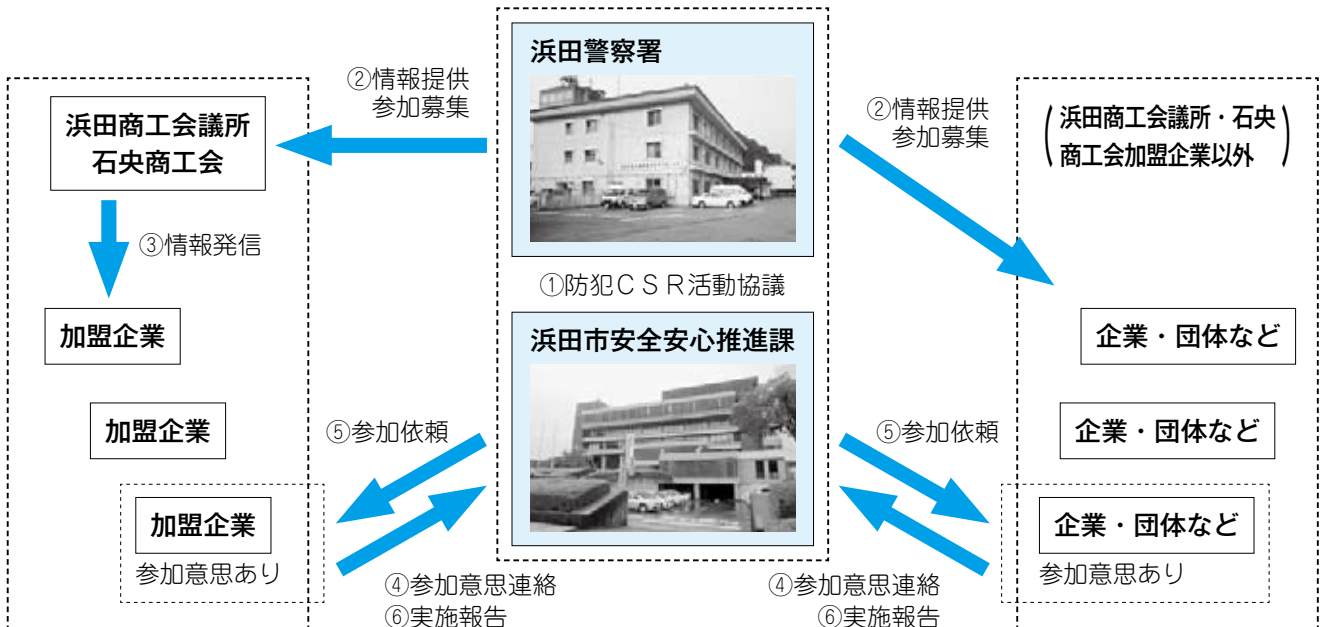 浜田警察署
①防犯ＣＳＲ活動協議
浜田市安全安心推進課
②情報提供
参加募集
浜田商工会議所
石央商工会
③情報発信
加盟企業
加盟企業
加盟企業
参加意思あり
⑤参加依頼
④参加意思連絡
⑥実施報告
②情報提供
参加募集
（浜田商工会議所・石央
商工会加盟企業以外）
企業・団体など
企業・団体など
企業・団体など
参加意思あり
⑤参加依頼
④参加意思連絡
⑥実施報告